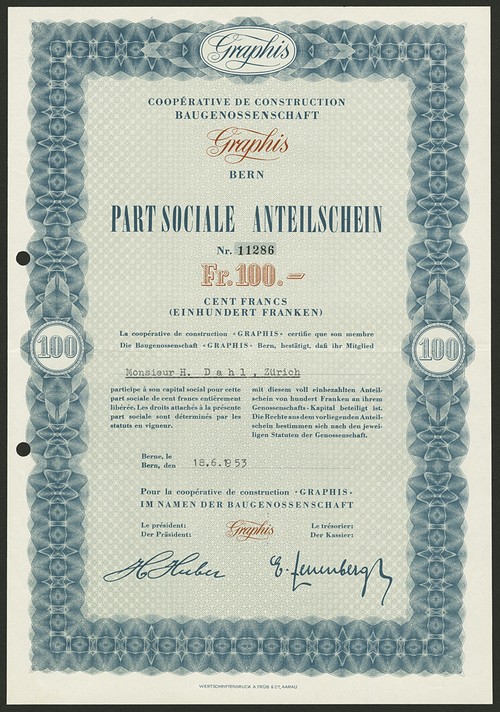 Graphis
COOPÉRATIVE DE CONSTRUCTION
BAUGENOSSENSCHAFT
Graphis
BERN
PART SOCIALE ANTEILSCHEIN
Nr. 11286
Fr. 100.—
CENT FRANCS
(EINHUNDERT FRANKEN)
La coopérative de construction «GRAPHIS» certifie que son membre
Die Baugenossenschaft «GRAPHIS» Bern, bestätigt, daß ihr Mitglied
100
100
Monsieur H. Dahl, Zürich
participe à son capital social pour cette
part sociale de cent francs entièrement
libérée. Les droits attachés à la présente
part sociale sont déterminés par les
statuts en vigueur.
mit diesem voll einbezahlten Anteil-
schein von hundert Franken an ihrem
Genossenschafts-Kapital beteiligt ist.
Die Rechte aus dem vorliegenden Anteil-
schein bestimmen sich nach den jewei-
ligen Statuten der Genossenschaft.
Berne, le
Bern, den 18.6.1953
Pour la coopérative de construction «GRAPHIS»
IM NAMEN DER BAUGENOSSENSCHAFT
Le président:
Der Präsident:
Graphis
Le trésorier:
Der Kassier:
H. Huber
WERTSCHRIFTENDRUCK A. TRÜB & CIE, AARAU